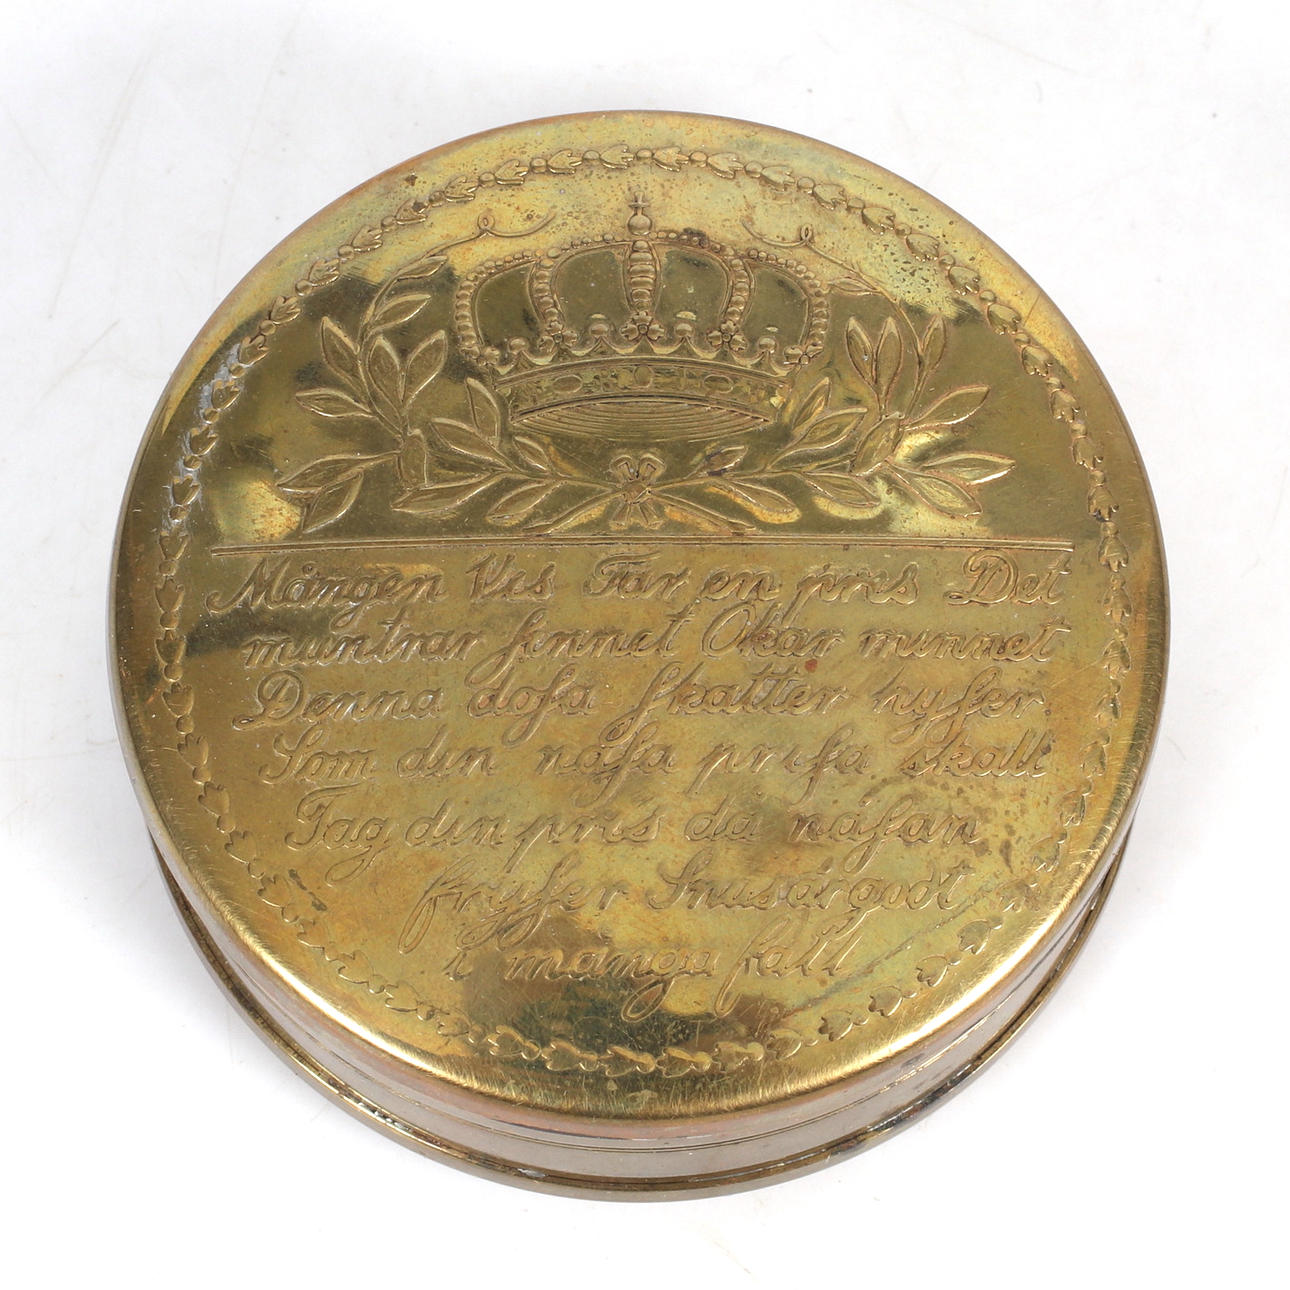 Mången Vis Tar en pris Det
muntrar sinnet Ökar minnet
Denna dosa skatter hyser
Som din näsa prisa skall
Tag din pris då näsan
fryser Snus är godt
i många fall